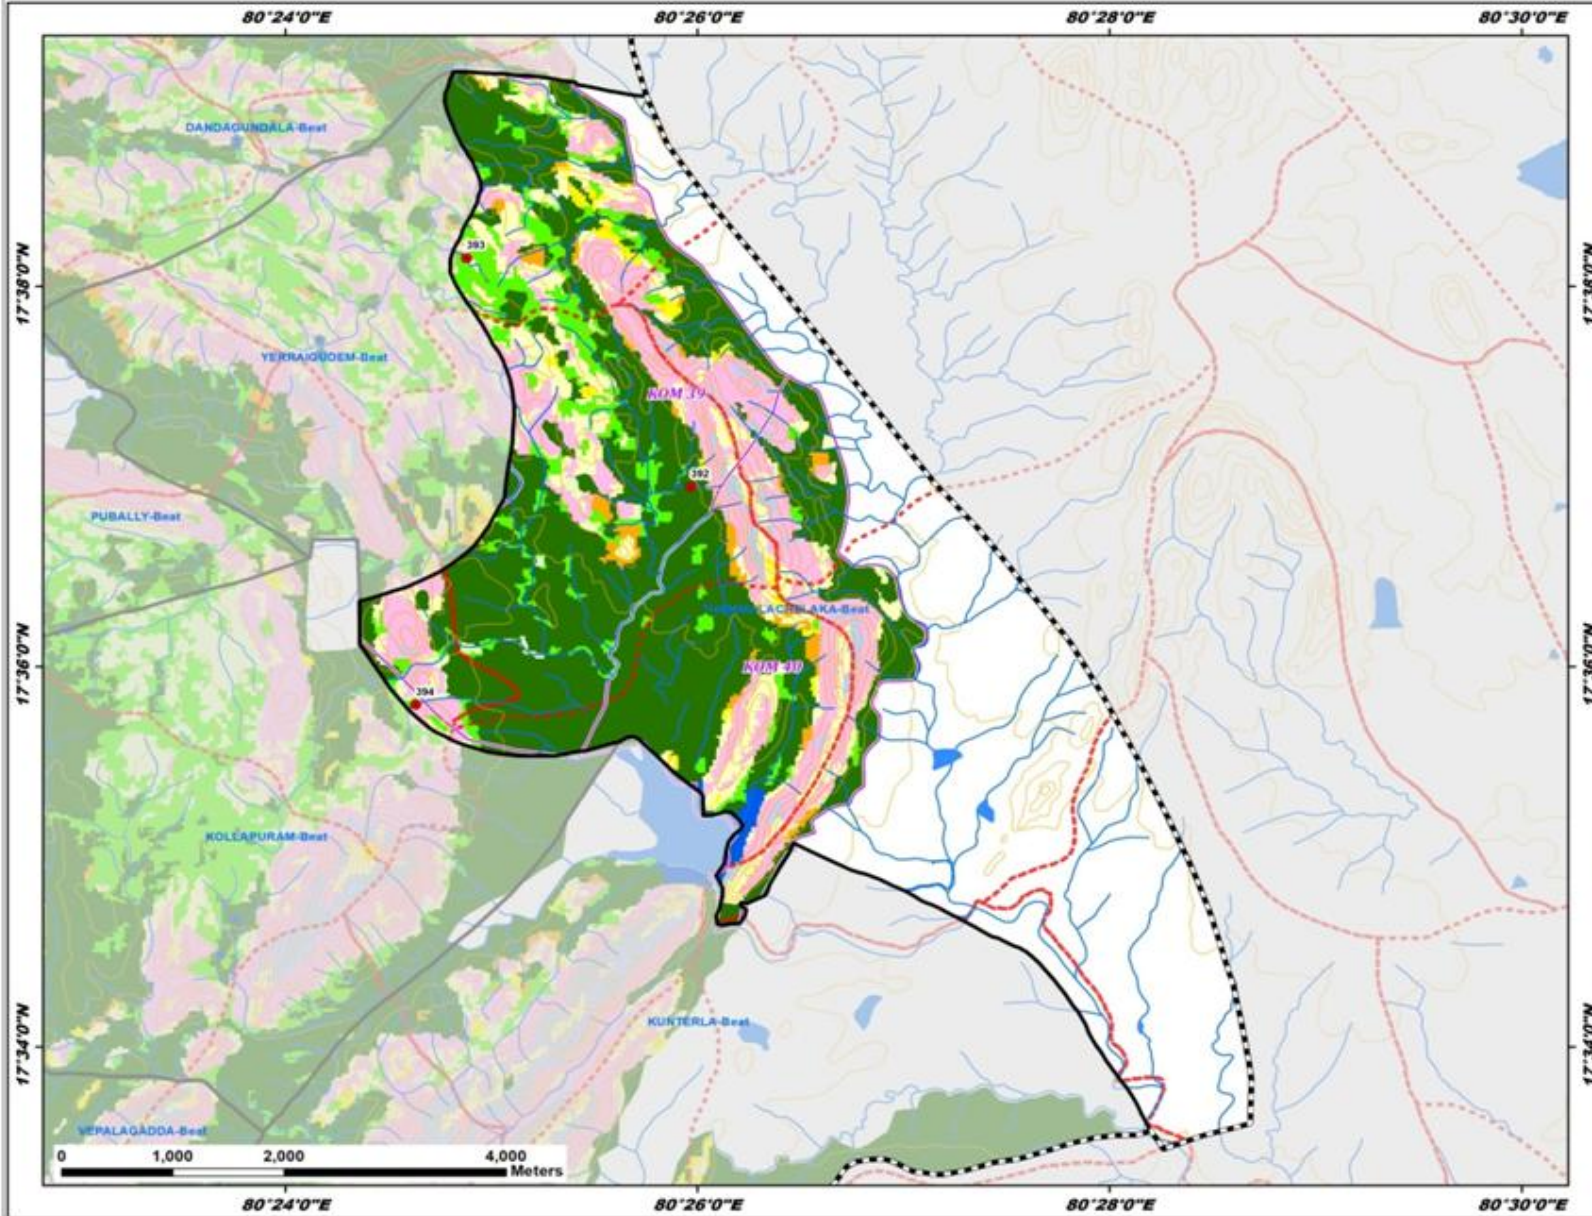 80°24'0"E 80°26'0"E 80°28'0"E 80°30'0"E
DANDAGUNDALA-Beat
393
17°38'0"N 17°38'0"N
YERRAIGUDEM-Beat
KOM 39
392
PUBALLY-Beat
KOM 40
17°36'0"N 17°36'0"N
394
KOLLAPURAM-Beat
KUNTERLA-Beat
17°34'0"N 17°34'0"N
VEPALAGADDA-Beat
0 1,000 2,000 4,000
Meters
80°24'0"E 80°26'0"E 80°28'0"E 80°30'0"E